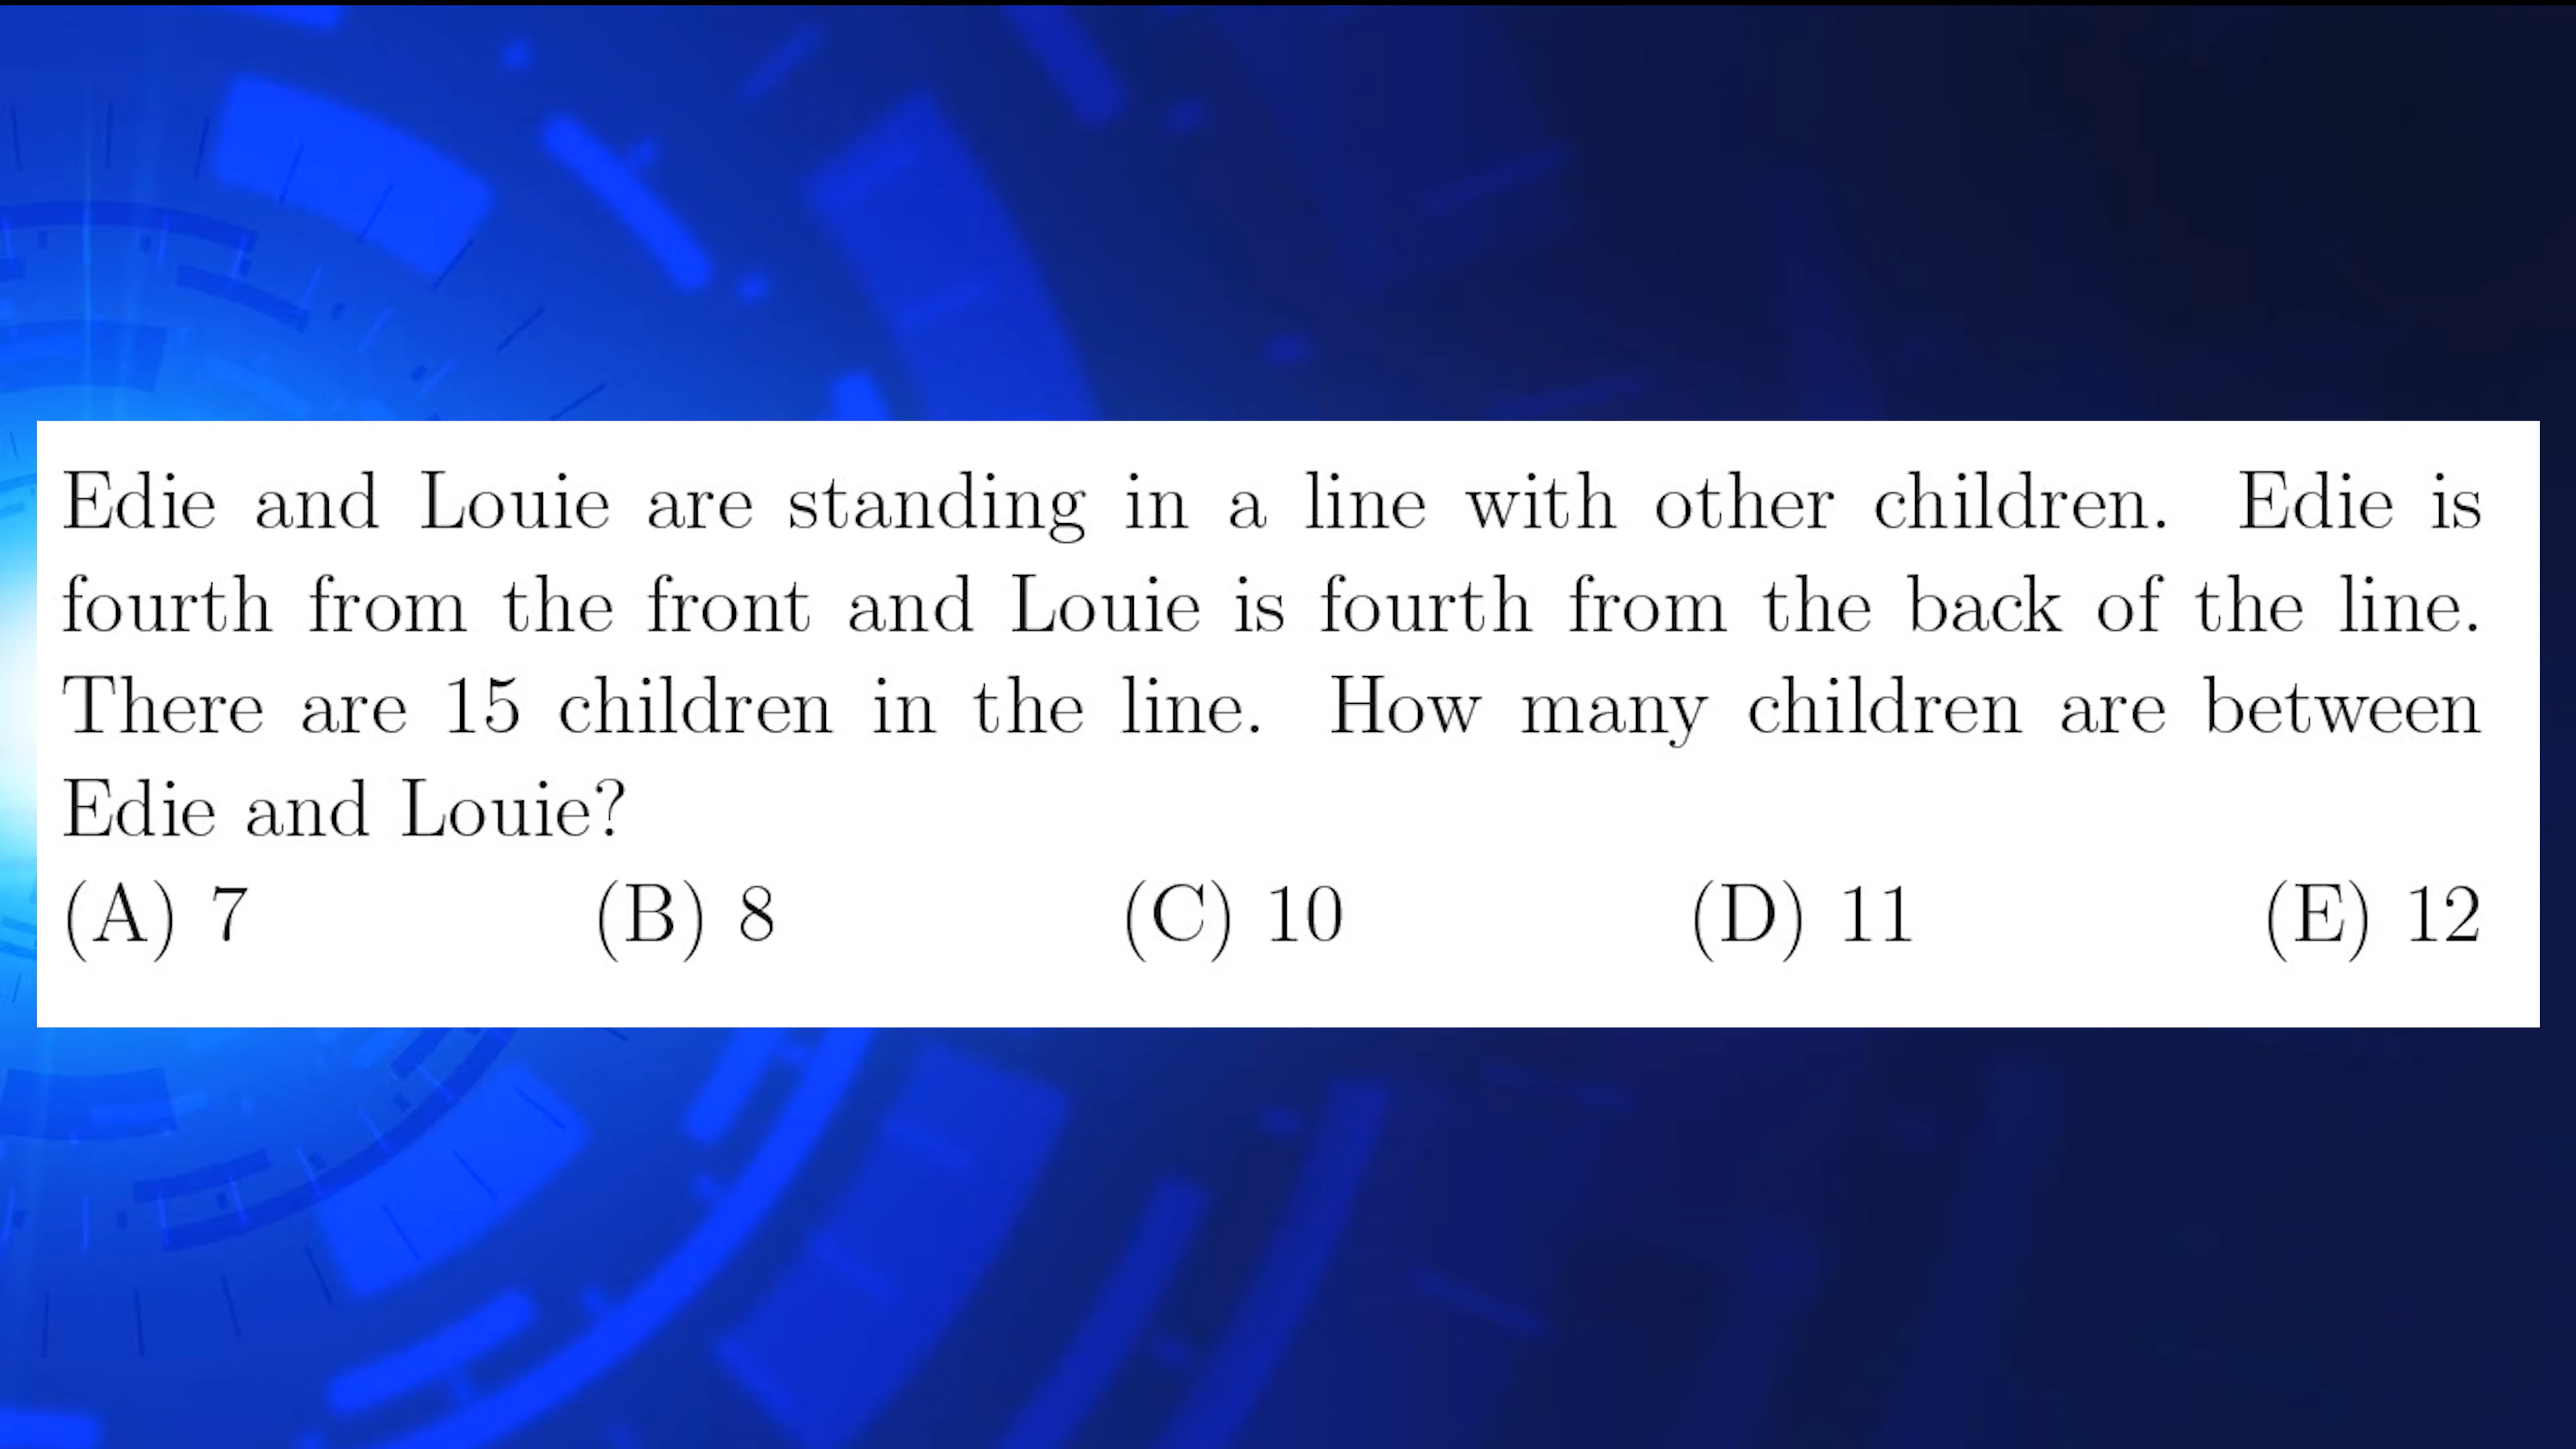 Edie and Louie are standing in a line with other children. Edie is
fourth from the front and Louie is fourth from the back of the line.
There are 15 children in the line. How many children are between
Edie and Louie?
(A) 7 (B) 8 (C) 10 (D) 11 (E) 12